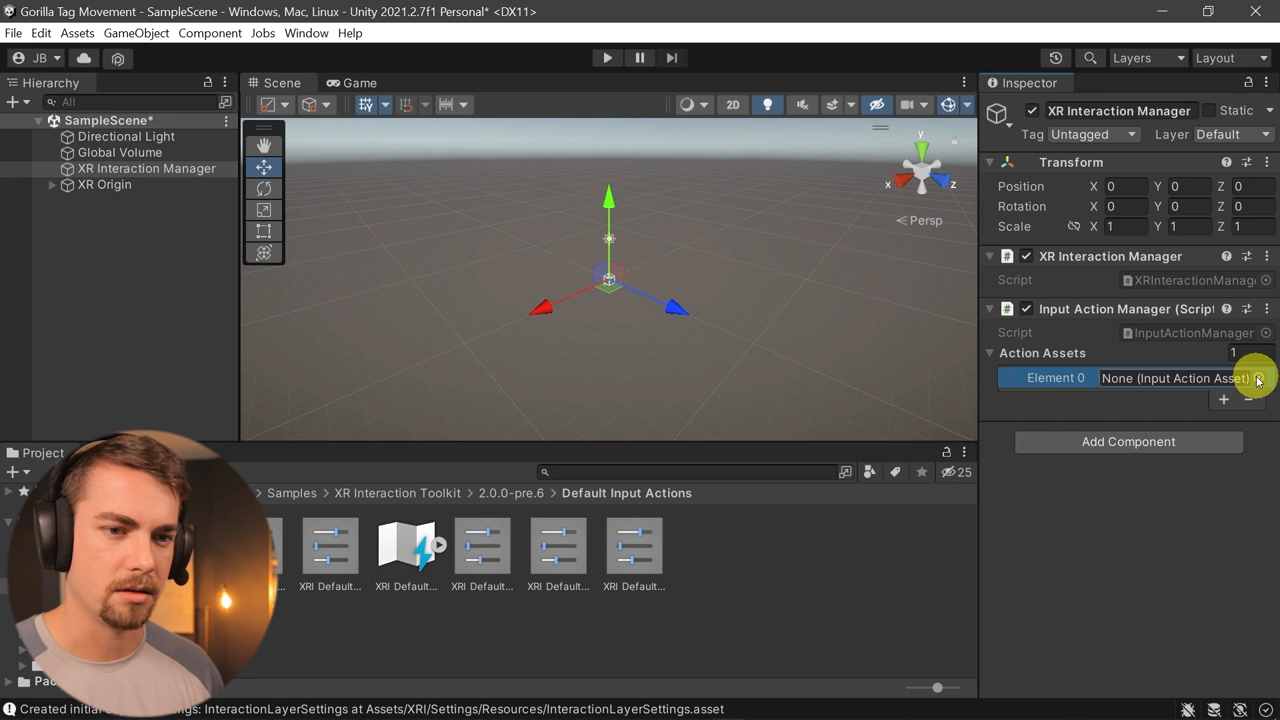 Gorilla Tag Movement - SampleScene - Windows, Mac, Linux - Unity 2021.2.7f1 Personal* <DX11>
File Edit Assets GameObject Component Jobs Window Help
JB Layers Layout
Hierarchy
All
SampleScene*
Directional Light
Global Volume
XR Interaction Manager
XR Origin
Scene Game
2D
y
x
z
Persp
Inspector
XR Interaction Manager Static
Tag Untagged Layer Default
Transform
Position X 0 Y 0 Z 0
Rotation X 0 Y 0 Z 0
Scale X 1 Y 1 Z 1
XR Interaction Manager
Script XRInteractionManage
Input Action Manager (Script
Script InputActionManager
Action Assets 1
Element 0 None (Input Action Asset)
+ -
Add Component
Project
25
> Samples > XR Interaction Toolkit > 2.0.0-pre.6 > Default Input Actions
... XRI Default... XRI Default... XRI Default... XRI Default... XRI Default...
Pac
Created initia ngs: InteractionLayerSettings at Assets/XRI/Settings/Resources/InteractionLayerSettings.asset